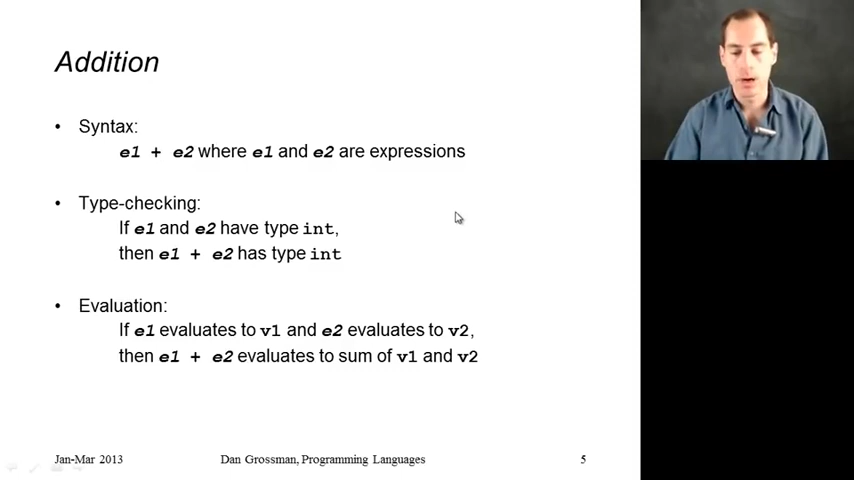 Addition
• Syntax:
e1 + e2 where e1 and e2 are expressions
• Type-checking:
If e1 and e2 have type int,
then e1 + e2 has type int
• Evaluation:
If e1 evaluates to v1 and e2 evaluates to v2,
then e1 + e2 evaluates to sum of v1 and v2
Jan-Mar 2013 Dan Grossman, Programming Languages 5